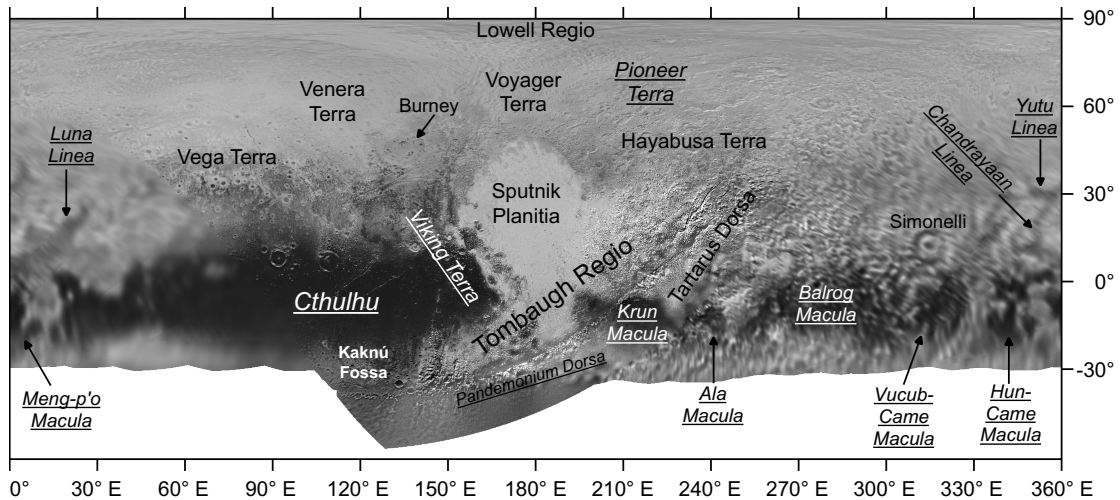 Lowell Regio
90°
Venera
Terra
Voyager
Terra
Pioneer
Terra
Burney
60°
Luna
Linea
Vega Terra
Hayabusa Terra
Chandrayaan
Linea
Yutu
Linea
30°
Sputnik
Planitia
Viking Terra
Simonelli
Tartarus Dorsa
Tombaugh Regio
0°
Cthulhu
Krun
Macula
Balrog
Macula
Kaknú
Fossa
Pandemonium Dorsa
-30°
Meng-p'o
Macula
Ala
Macula
Vucub-
Came
Macula
Hun-
Came
Macula
0° E
30° E
60° E
90° E
120° E
150° E
180° E
210° E
240° E
270° E
300° E
330° E
360° E